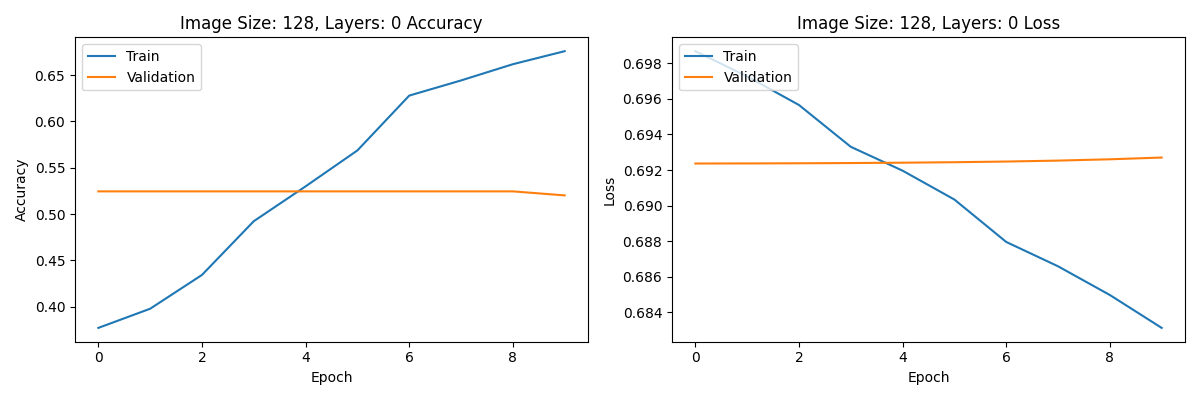 Image Size: 128, Layers: 0 Accuracy
Train
Validation
0.65
0.60
0.55
0.50
0.45
0.40
Accuracy
0 2 4 6 8
Epoch
Image Size: 128, Layers: 0 Loss
Train
Validation
0.698
0.696
0.694
0.692
0.690
0.688
0.686
0.684
Loss
0 2 4 6 8
Epoch